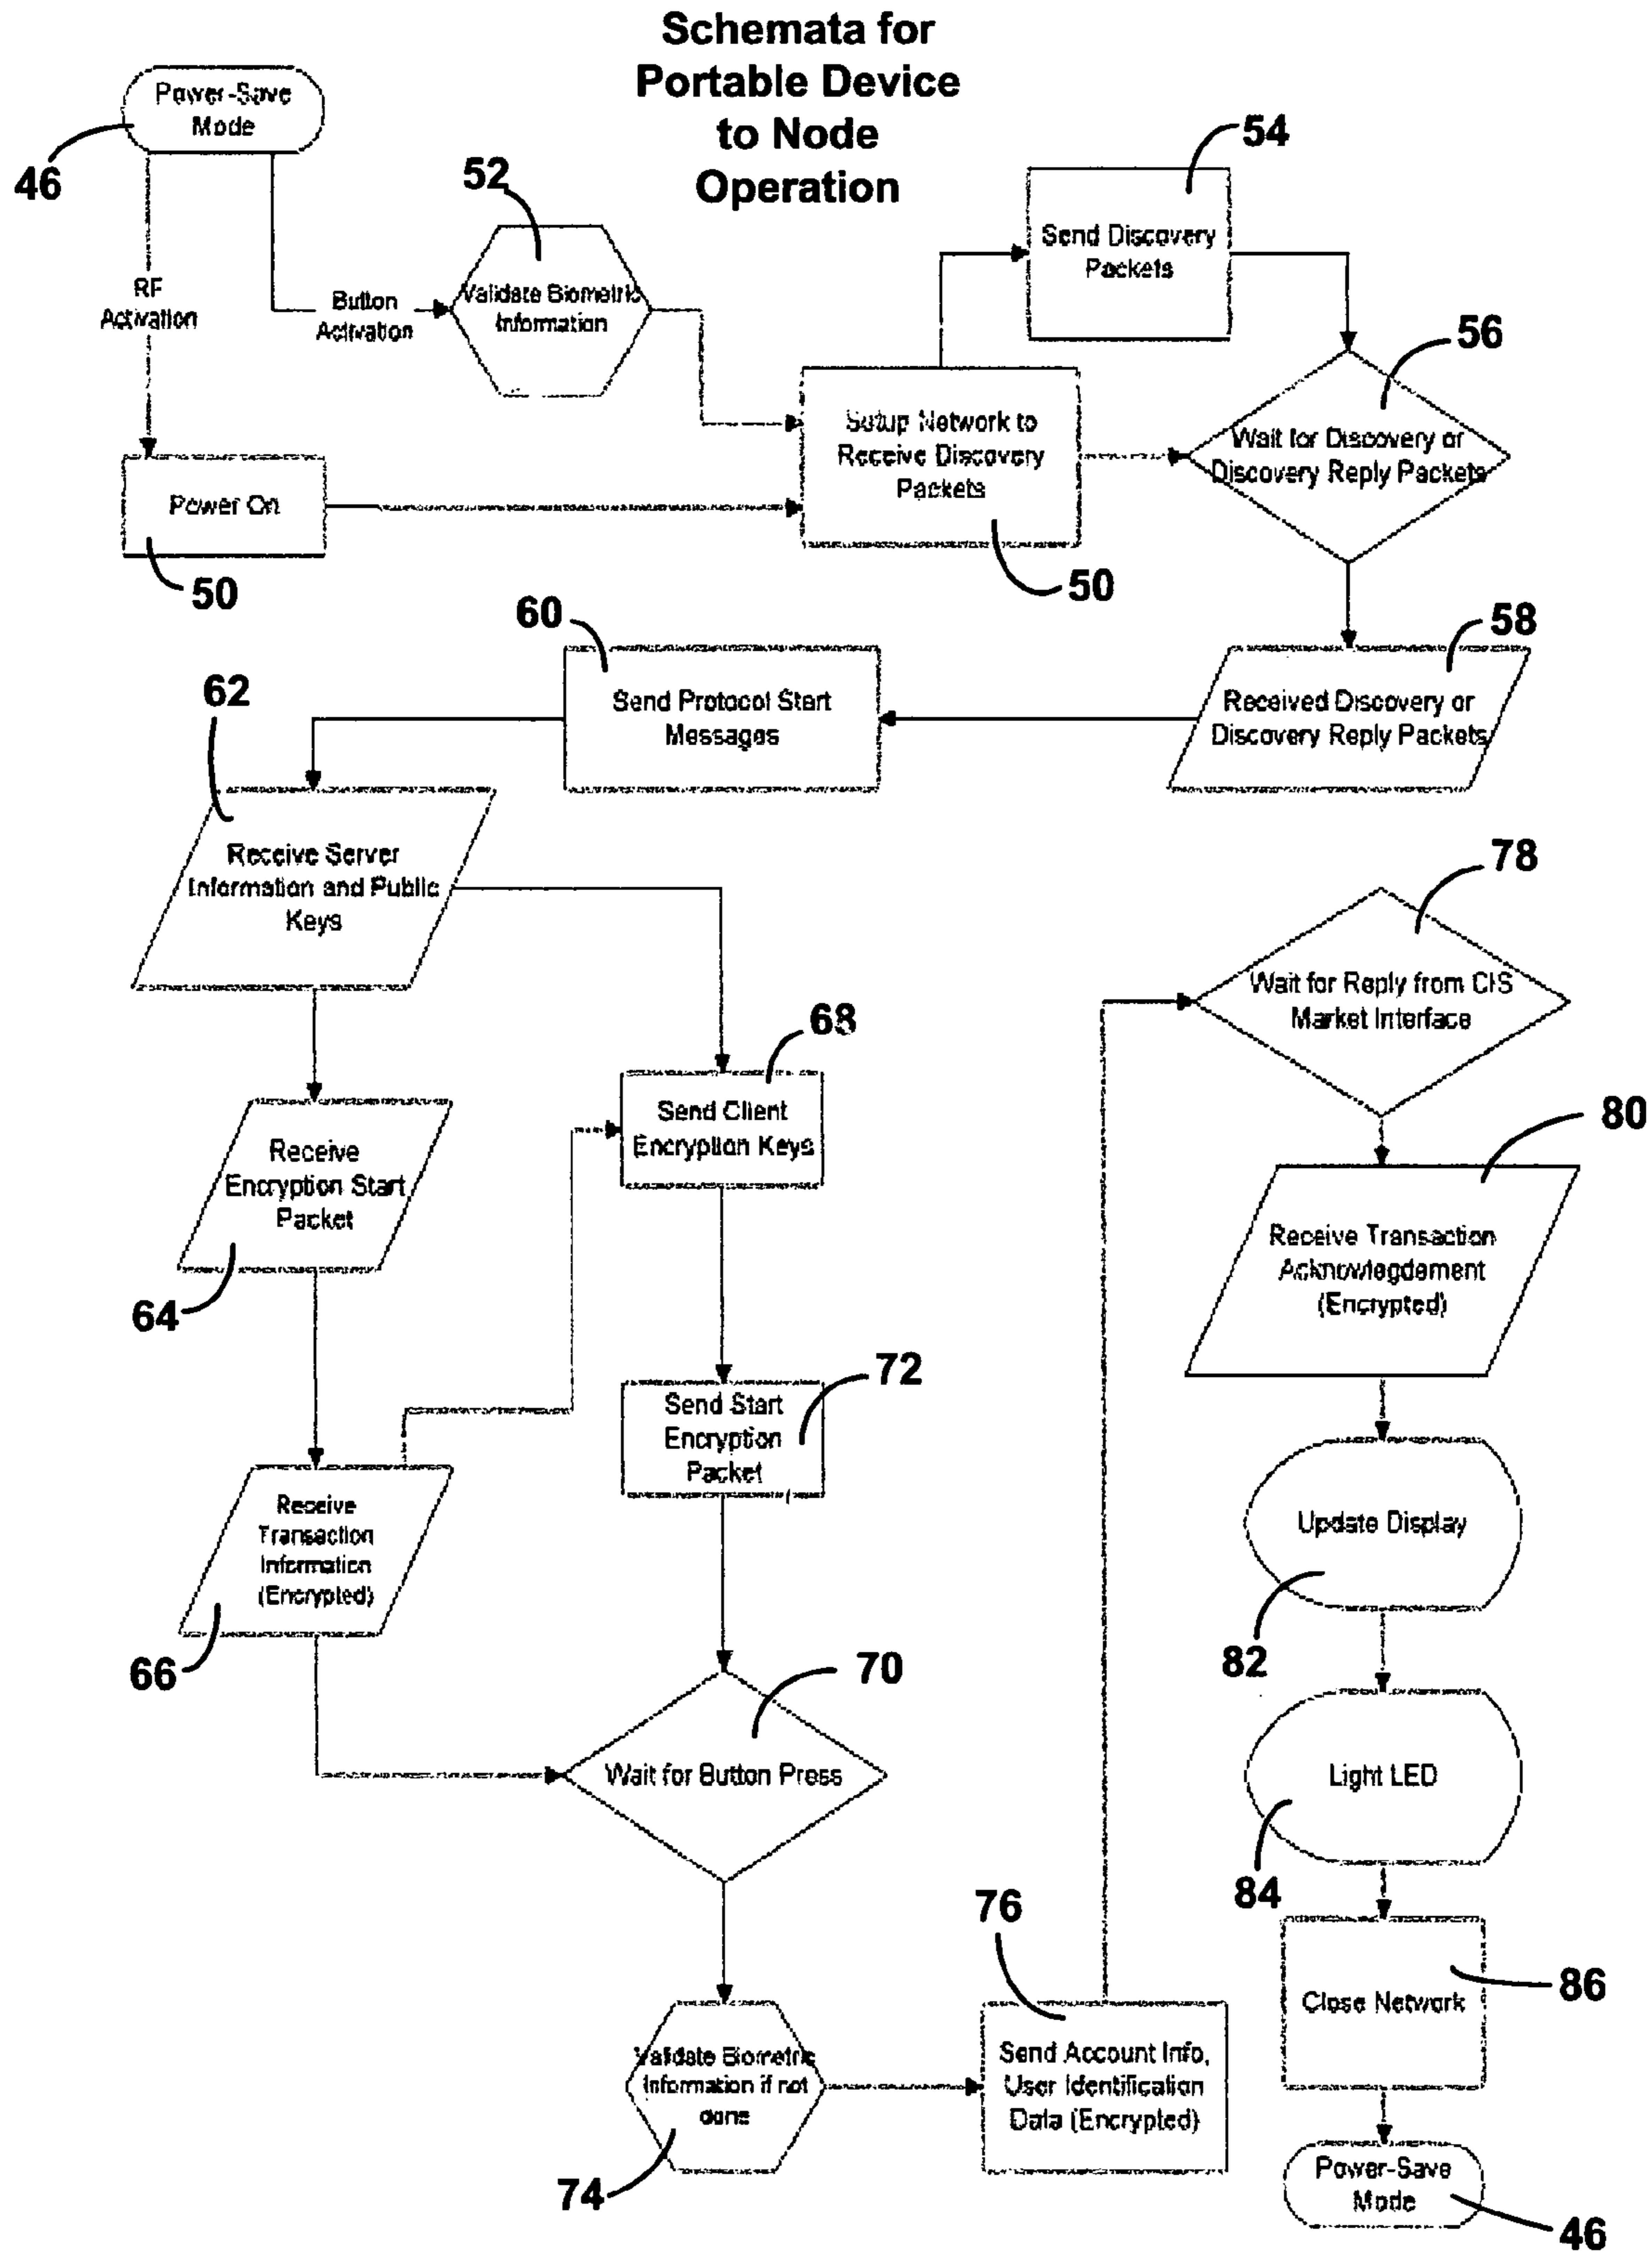 Schemata for
Portable Device
to Node
Operation
Power-Save
Mode
46
RF
Activation
Button
Activation
52
Validate Biometric
Information
54
Send Discovery
Packets
56
Wait for Discovery or
Discovery Reply Packets
Setup Network to
Receive Discovery
Packets
50
Power On
50
58
Received Discovery or
Discovery Reply Packets
60
Send Protocol Start
Messages
62
Receive Server
Information and Public
Keys
64
Receive
Encryption Start
Packet
66
Receive
Transaction
Information
(Encrypted)
68
Send Client
Encryption Keys
72
Send Start
Encryption
Packet
70
Wait for Button Press
74
Validate Biometric
Information if not
done
76
Send Account Info,
User Identification
Data (Encrypted)
78
Wait for Reply from CIS
Market Interface
80
Receive Transaction
Acknowlegdement
(Encrypted)
Update Display
82
Light LED
84
Close Network
86
Power-Save
Mode
46